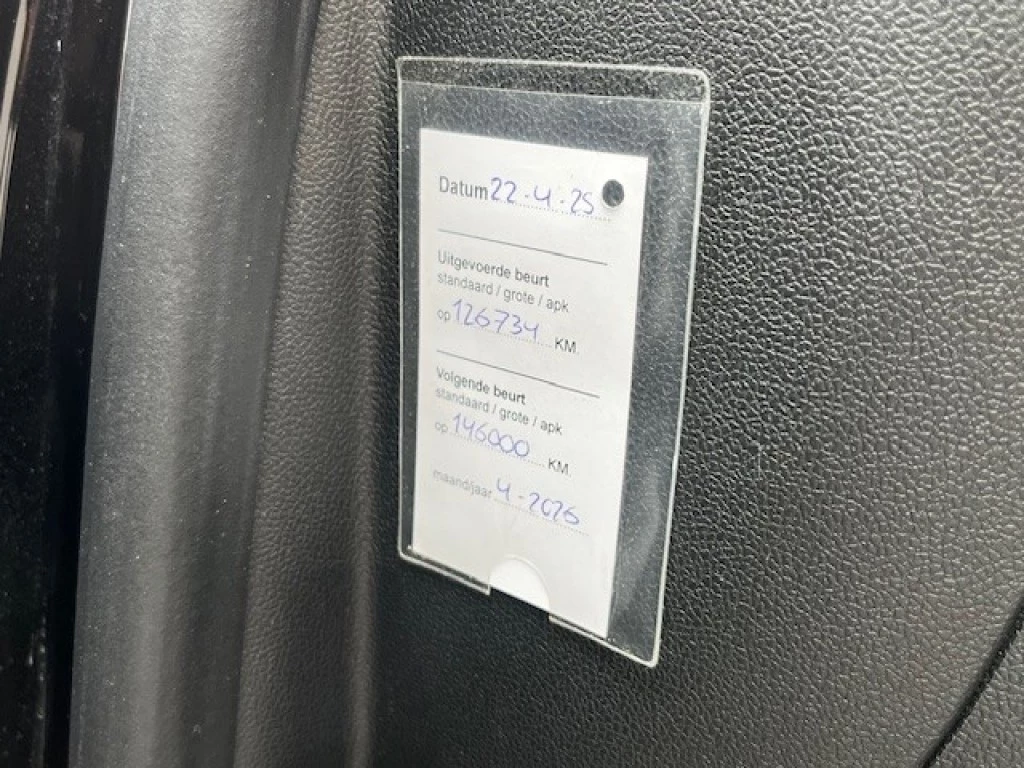 Datum 22-4-25
Uitgevoerde beurt
standaard / grote / apk
op 126734 KM.
Volgende beurt
standaard / grote / apk
op 146000 KM.
maand/jaar 4-2026